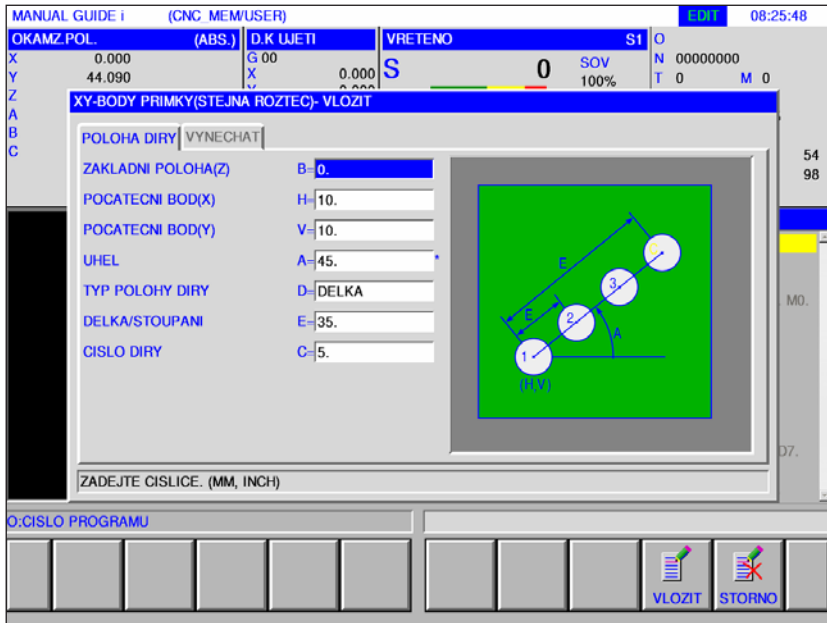 MANUAL GUIDE i (CNC_MEM/USER) EDIT 08:25:48
OKAMZ.POL. (ABS.) D.K UJETI VRETENO S1 O
X 0.000 G 00 S 0 SOV N 00000000
Y 44.090 X 0.000 100% T 0 M 0
Z
A
B
C
54
98
XY-BODY PRIMKY(STEJNA ROZTEC)- VLOZIT
POLOHA DIRY VYNECHAT
ZAKLADNI POLOHA(Z) B=0.
POCATECNI BOD(X) H=10.
POCATECNI BOD(Y) V=10.
UHEL A=45. *
TYP POLOHY DIRY D=DELKA
DELKA/STOUPANI E=35.
CISLO DIRY C=5.
E
E
C
3.
2.
1
A
(H,V)
M0.
D7.
ZADEJTE CISLICE. (MM, INCH)
O:CISLO PROGRAMU
VLOZIT STORNO